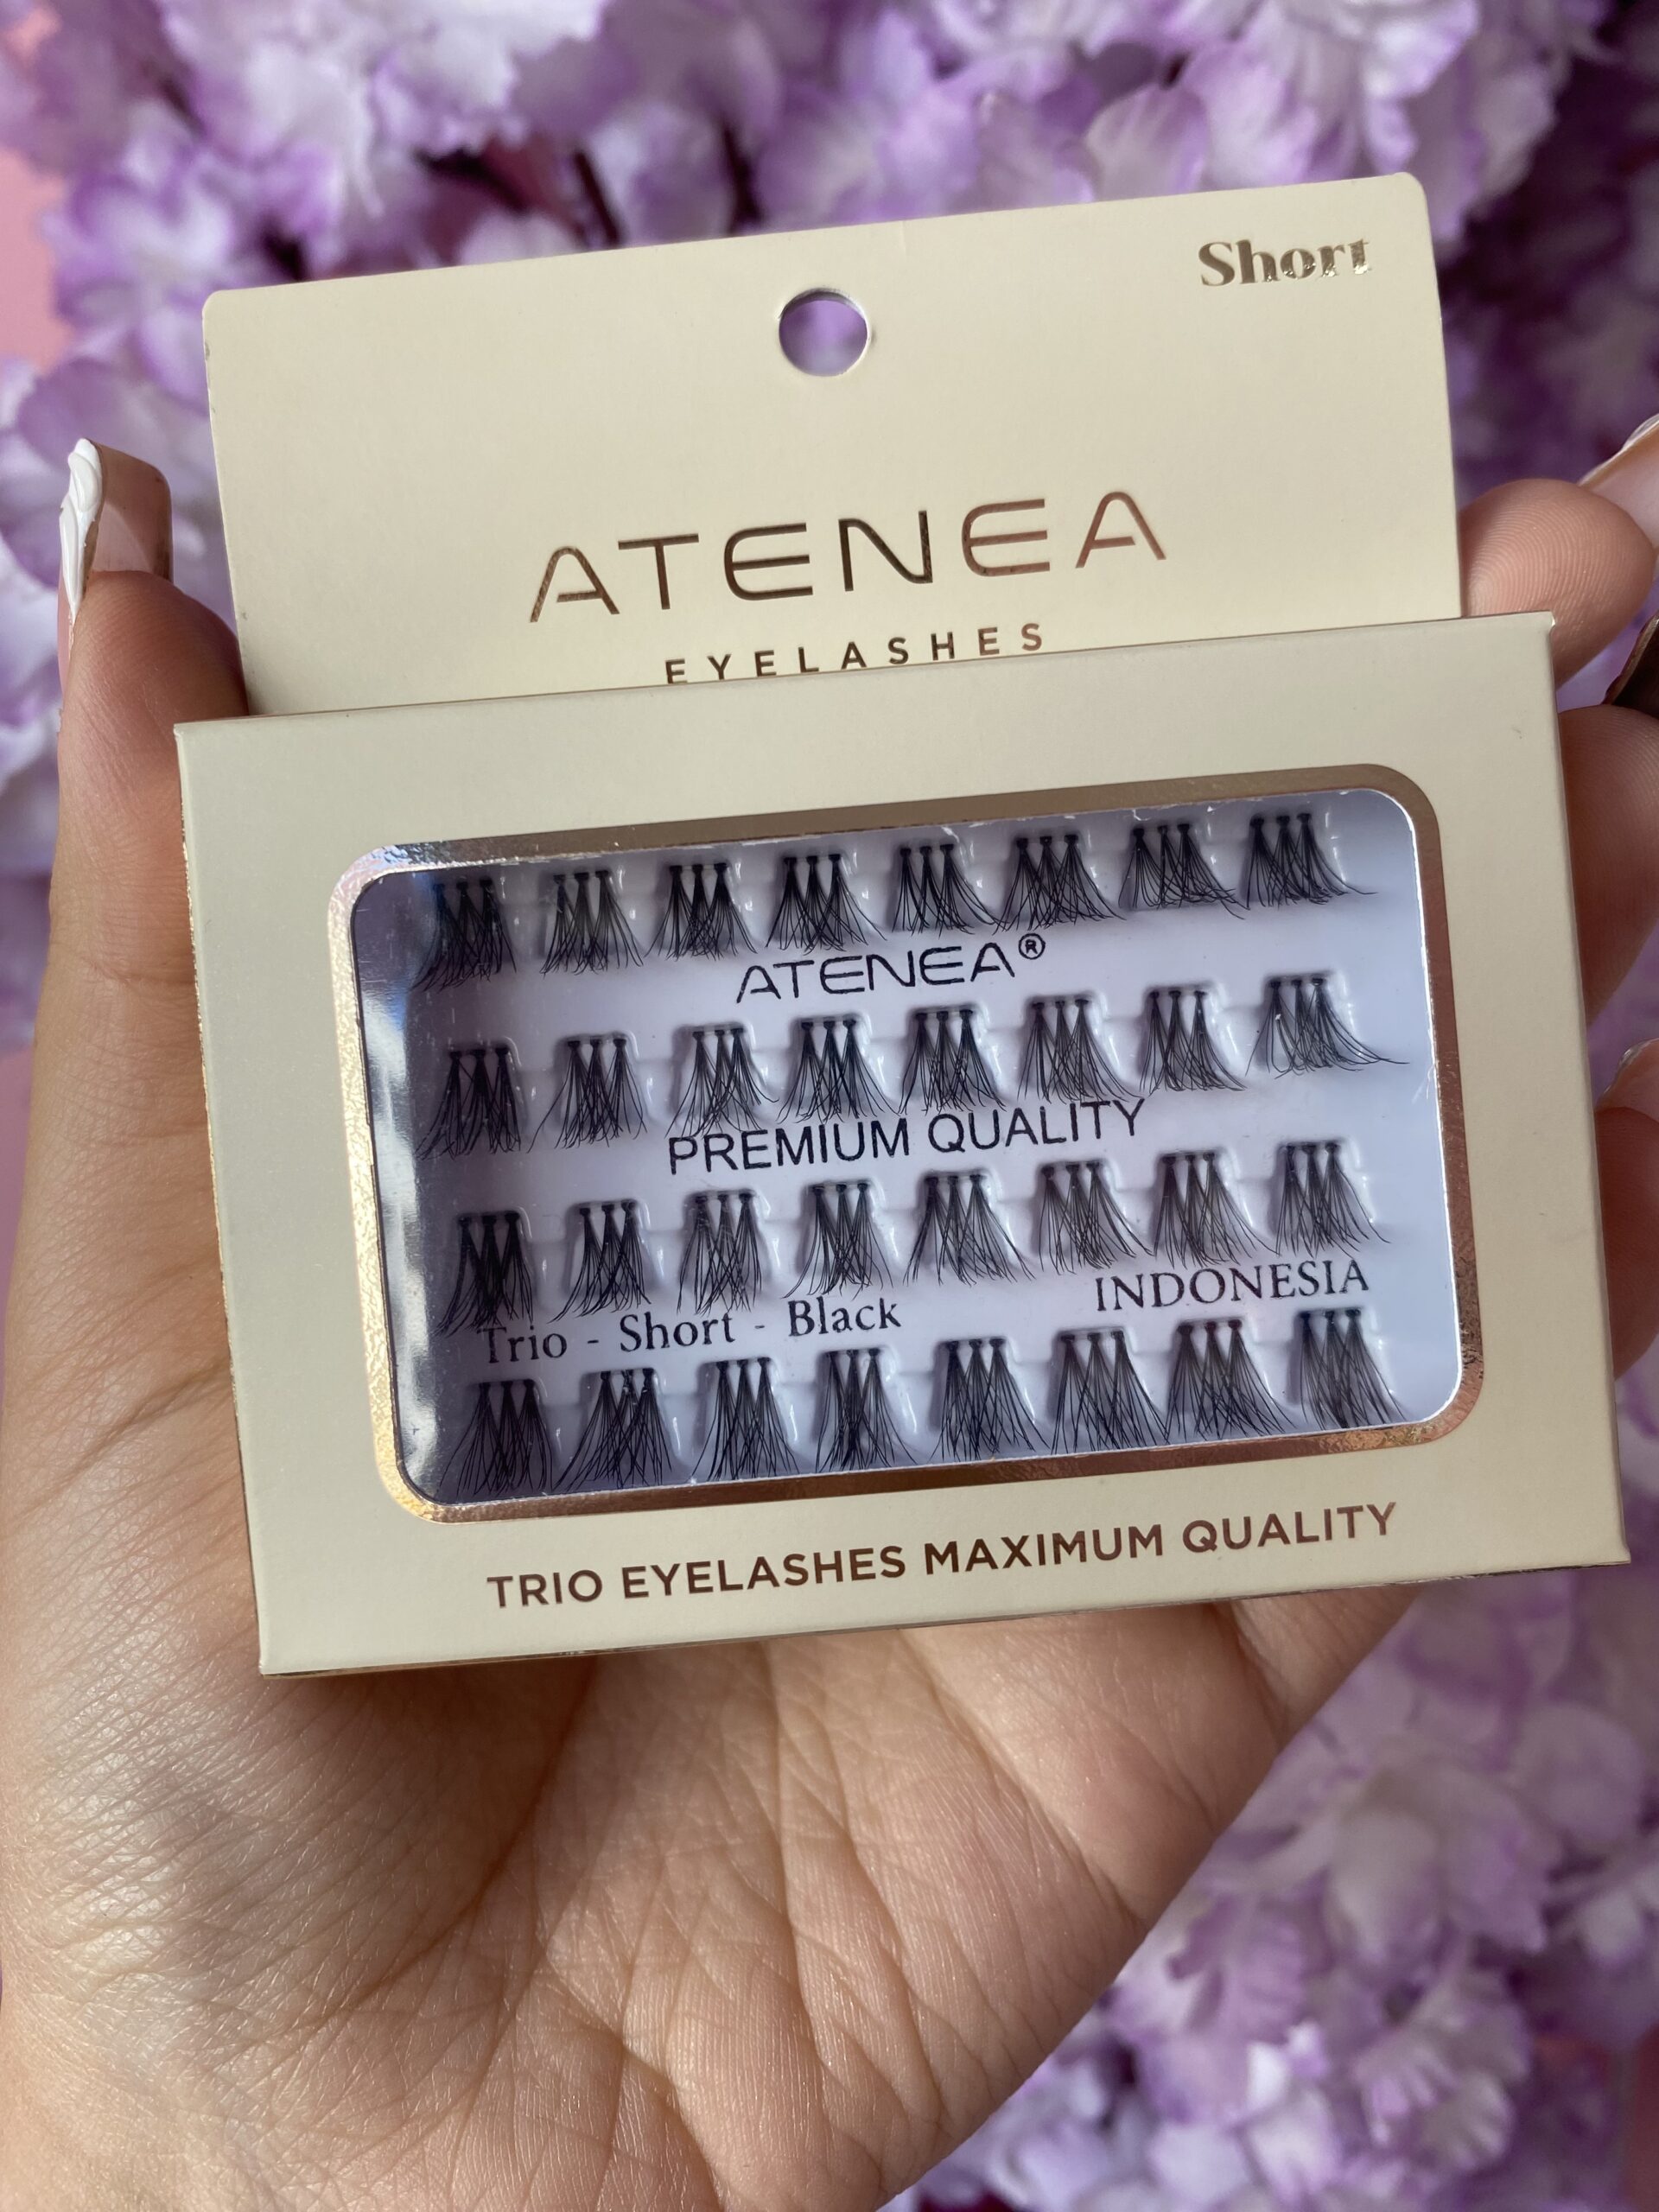 Short
ATENEA
EYELASHES
ATENEA®
PREMIUM QUALITY
Trio - Short - Black
INDONESIA
TRIO EYELASHES MAXIMUM QUALITY